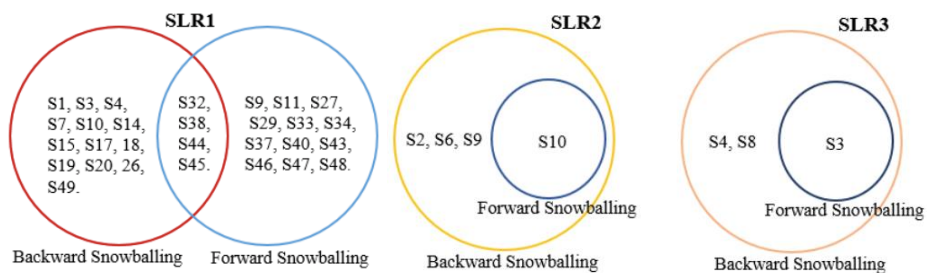 SLR1
S1, S3, S4,
S7, S10, S14,
S15, S17, 18,
S19, S20, 26,
S49.
S32,
S38,
S44,
S45.
S9, S11, S27,
S29, S33, S34,
S37, S40, S43,
S46, S47, S48.
Backward Snowballing
Forward Snowballing
SLR2
S2, S6, S9
S10
Forward Snowballing
Backward Snowballing
SLR3
S4, S8
S3
Forward Snowballing
Backward Snowballing